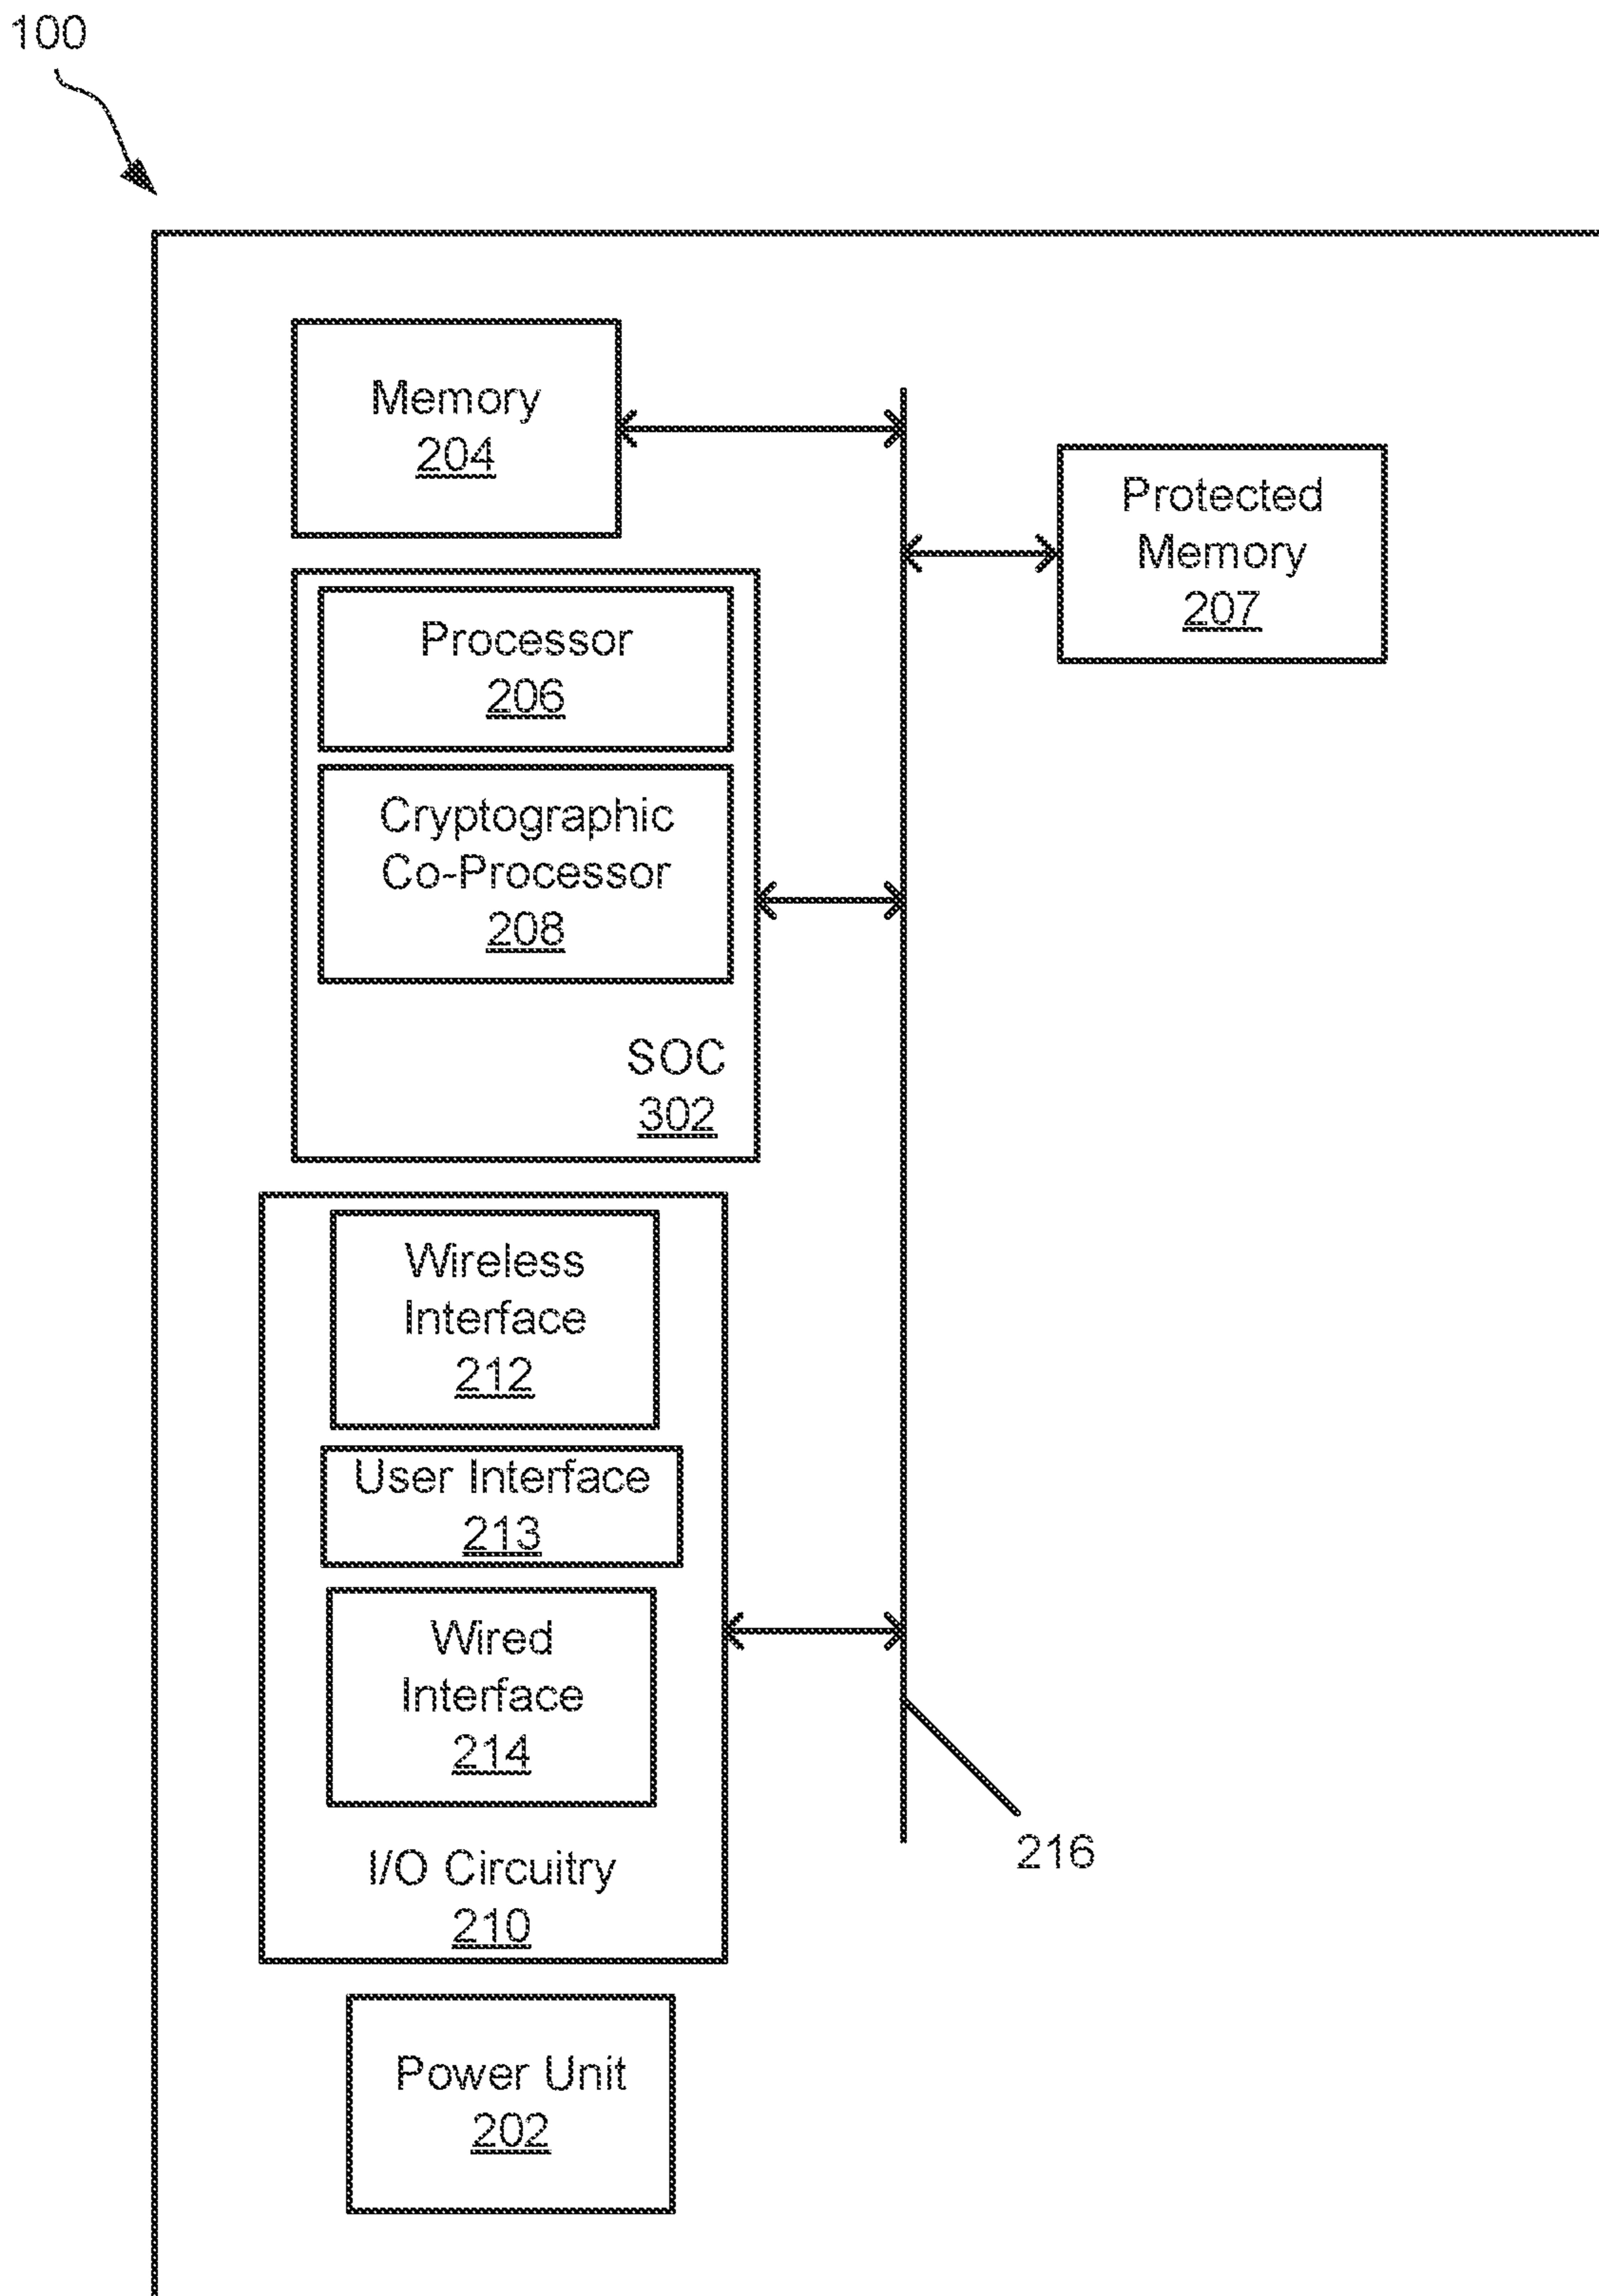 100
Memory
204
Protected
Memory
207
Processor
206
Cryptographic
Co-Processor
208
SOC
302
Wireless
Interface
212
User Interface
213
Wired
Interface
214
I/O Circuitry
210
216
Power Unit
202